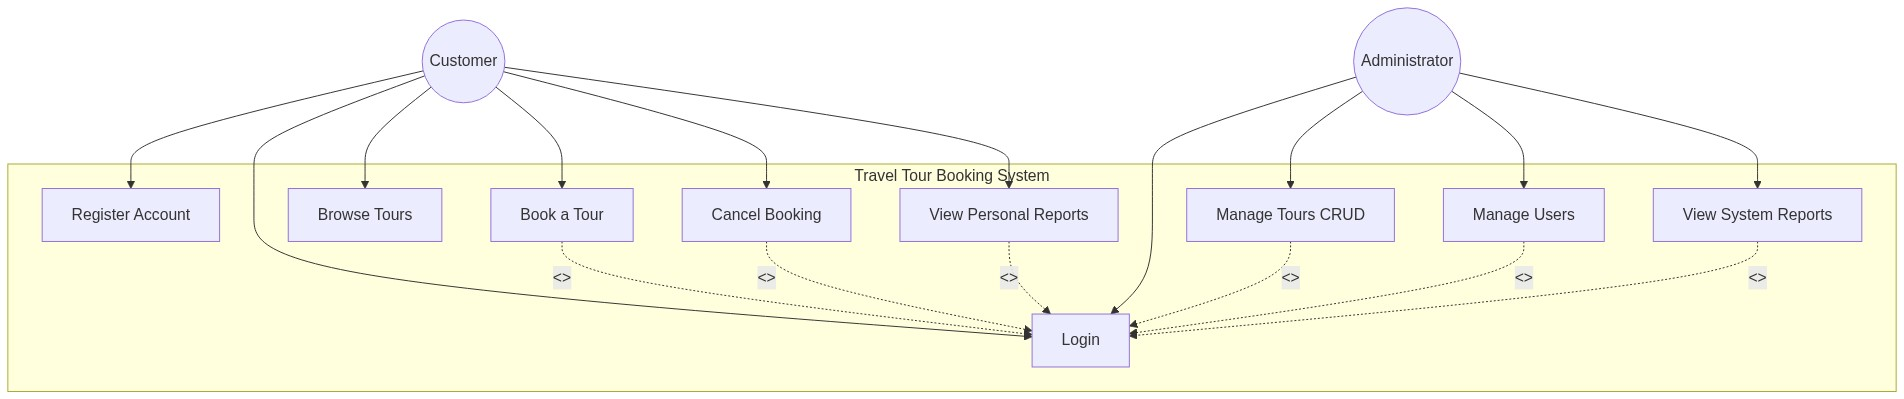 Customer
Administrator
Travel Tour Booking System
Register Account
Browse Tours
Book a Tour
Cancel Booking
View Personal Reports
Manage Tours CRUD
Manage Users
View System Reports
<>
<>
<>
<>
<>
<>
Login